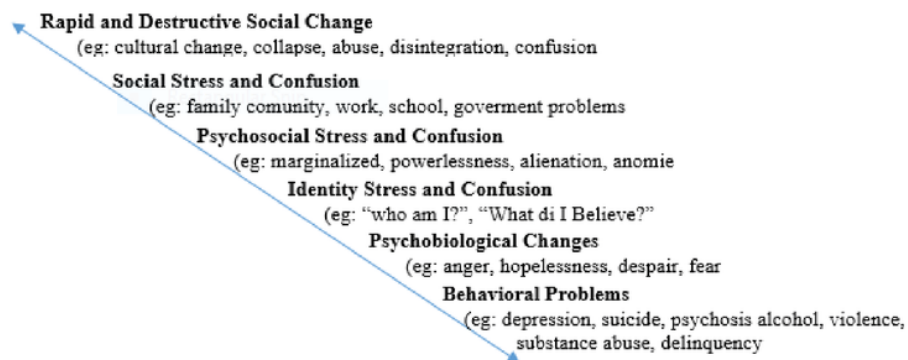 Rapid and Destructive Social Change
(eg: cultural change, collapse, abuse, disintegration, confusion
Social Stress and Confusion
(eg: family comunity, work, school, goverment problems
Psychosocial Stress and Confusion
(eg: marginalized, powerlessness, alienation, anomie
Identity Stress and Confusion
(eg: “who am I?”, “What di I Believe?”
Psychobiological Changes
(eg: anger, hopelessness, despair, fear
Behavioral Problems
(eg: depression, suicide, psychosis alcohol, violence,
substance abuse, delinquency